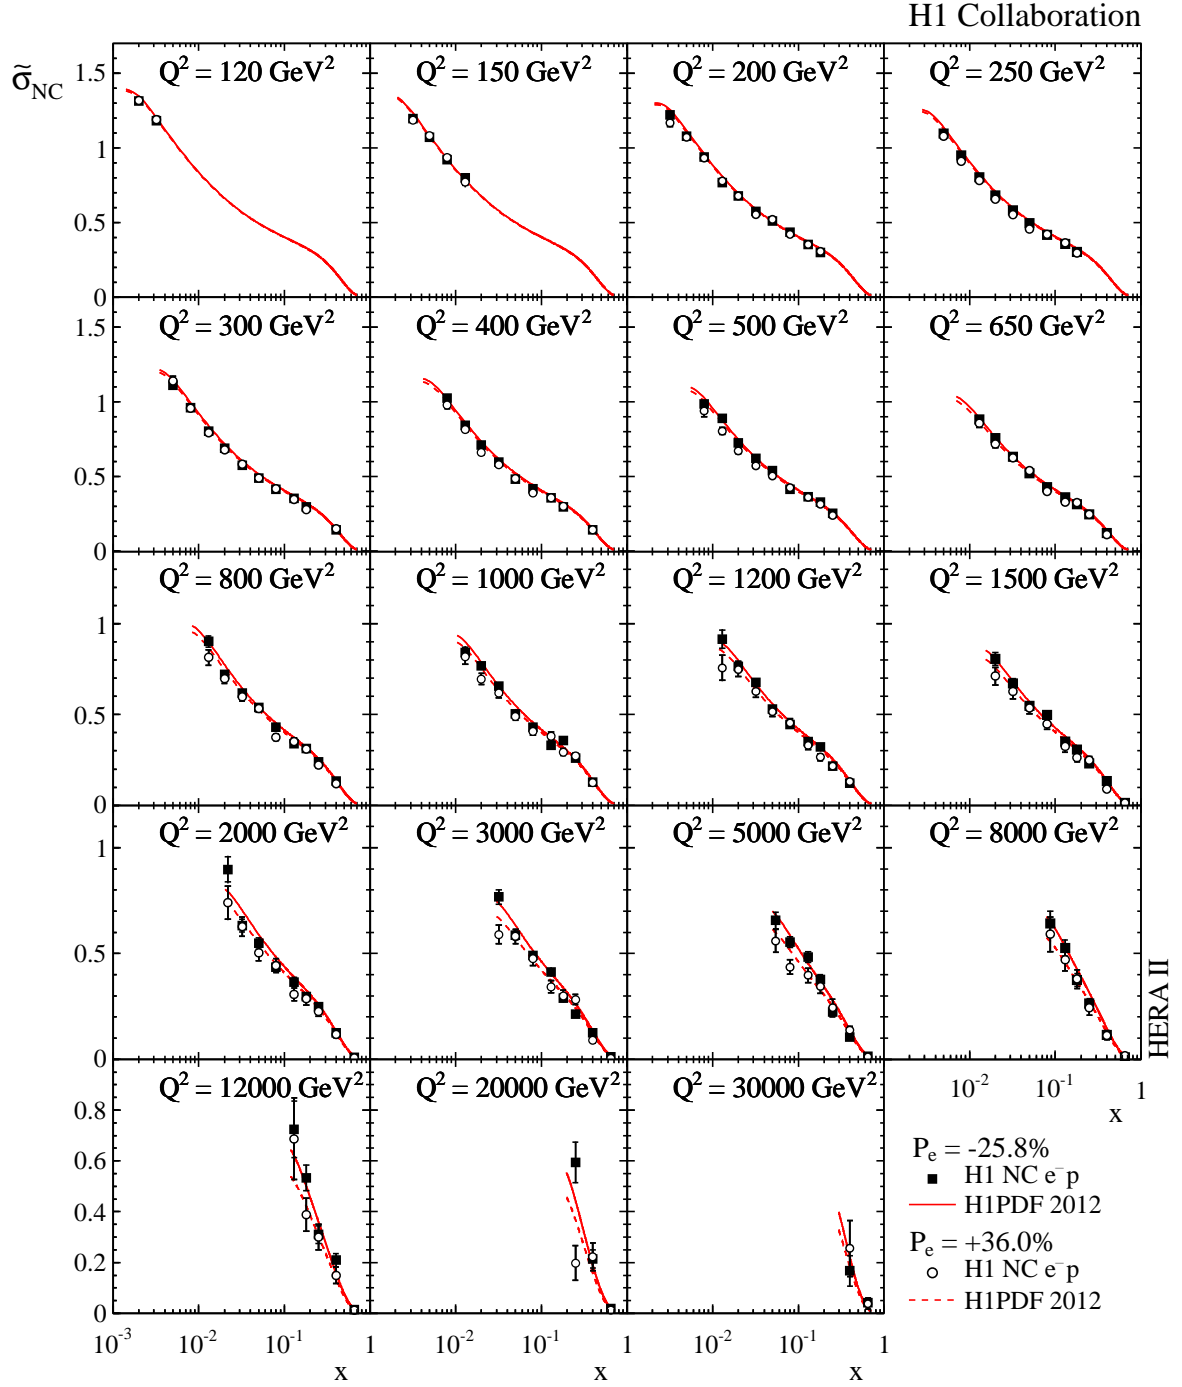 H1 Collaboration
σ̃NC
Q² = 120 GeV²
Q² = 150 GeV²
Q² = 200 GeV²
Q² = 250 GeV²
1.5
1
0.5
0
Q² = 300 GeV²
Q² = 400 GeV²
Q² = 500 GeV²
Q² = 650 GeV²
1.5
1
0.5
0
Q² = 800 GeV²
Q² = 1000 GeV²
Q² = 1200 GeV²
Q² = 1500 GeV²
1
0.5
0
Q² = 2000 GeV²
Q² = 3000 GeV²
Q² = 5000 GeV²
Q² = 8000 GeV²
1
0.5
0
HERA II
10⁻² 10⁻¹ 1
x
Q² = 12000 GeV²
Q² = 20000 GeV²
Q² = 30000 GeV²
0.8
0.6
0.4
0.2
0
Pe = -25.8%
H1 NC e⁻p
H1PDF 2012
Pe = +36.0%
H1 NC e⁻p
H1PDF 2012
10⁻³ 10⁻² 10⁻¹ 1 10⁻² 10⁻¹ 1 10⁻² 10⁻¹ 1
x x x